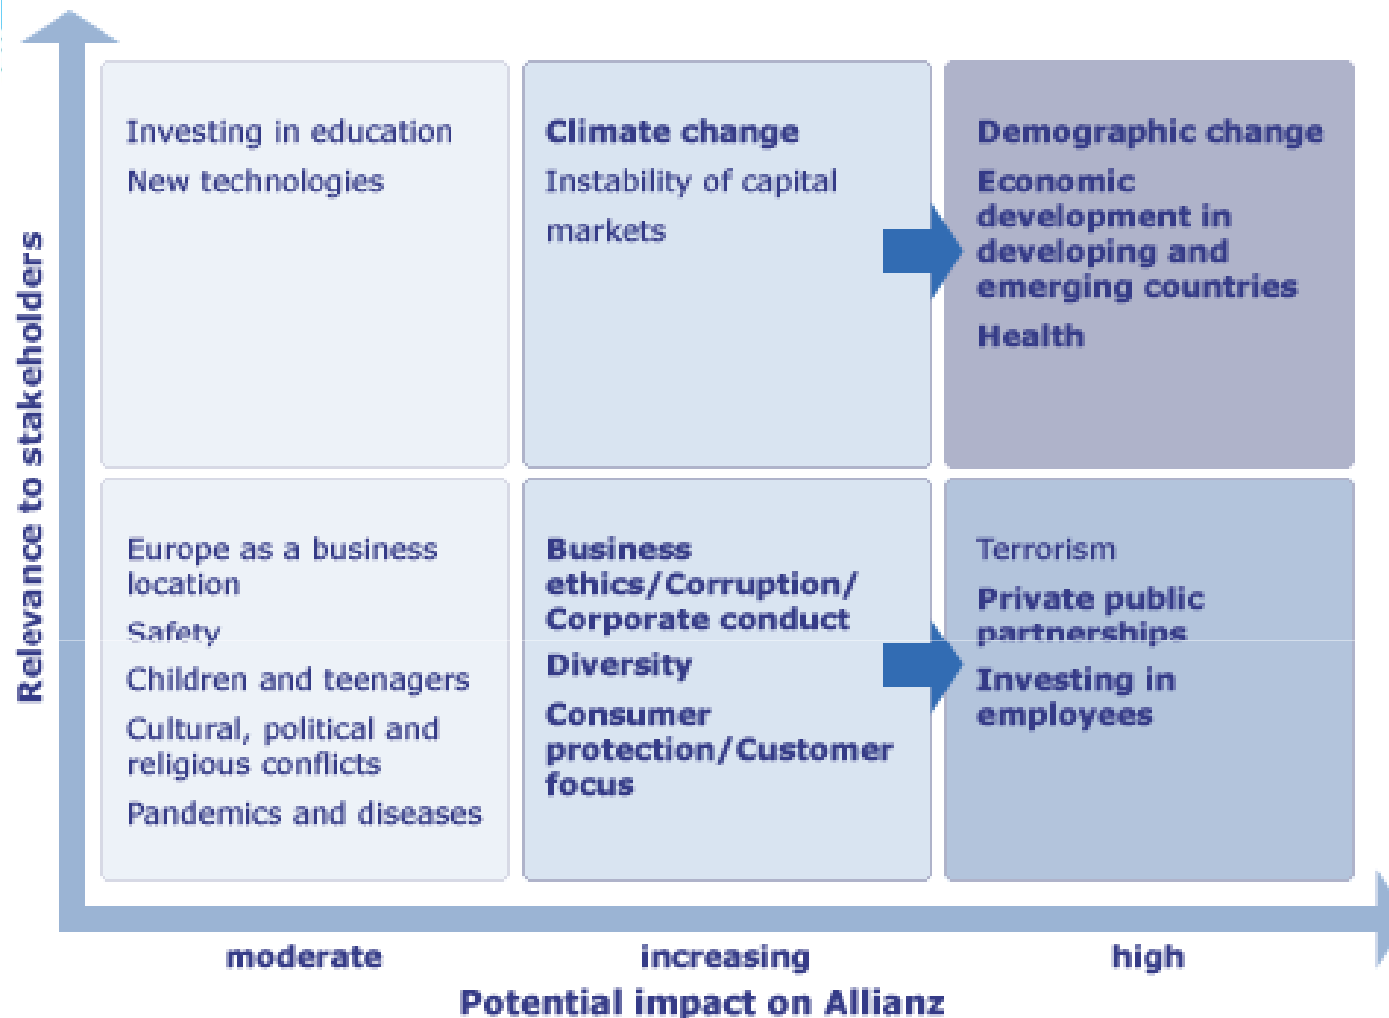 Relevance to stakeholders
Investing in education
New technologies
Climate change
Instability of capital
markets
Demographic change
Economic
development in
developing and
emerging countries
Health
Europe as a business
location
Safety
Children and teenagers
Cultural, political and
religious conflicts
Pandemics and diseases
Business
ethics/Corruption/
Corporate conduct
Diversity
Consumer
protection/Customer
focus
Terrorism
Private public
partnerships
Investing in
employees
moderate
increasing
high
Potential impact on Allianz